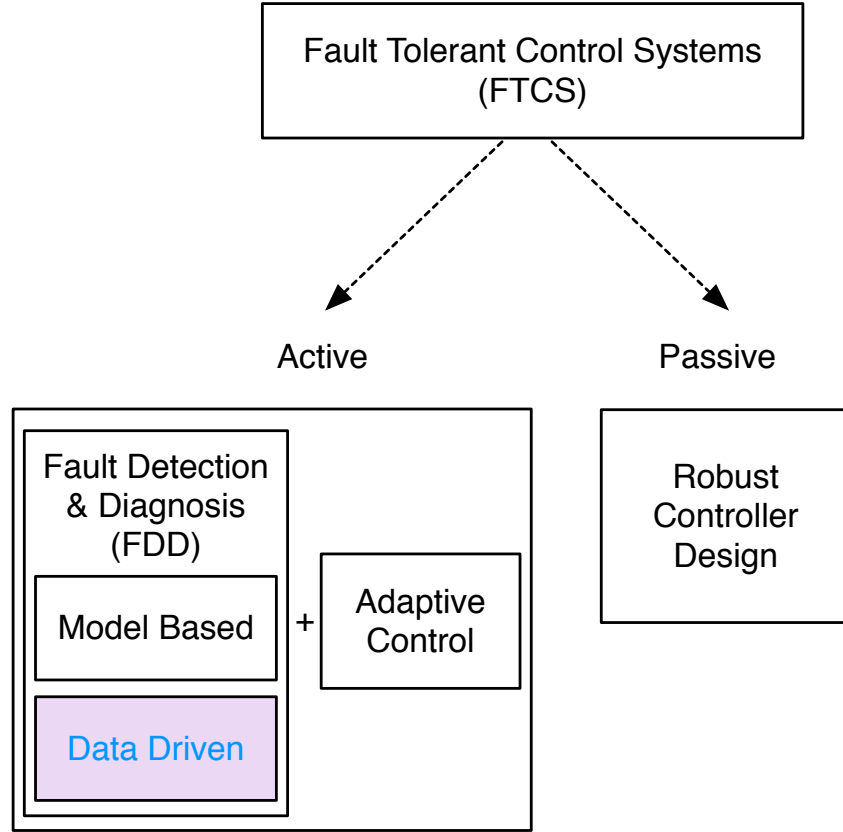 Fault Tolerant Control Systems
(FTCS)
Active
Passive
Fault Detection
& Diagnosis
(FDD)
Model Based
Data Driven
+
Adaptive
Control
Robust
Controller
Design